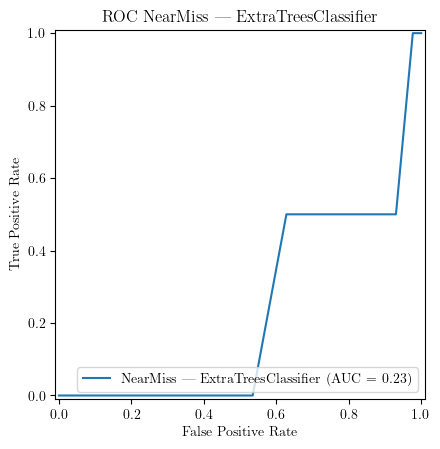 ROC NearMiss — ExtraTreesClassifier
1.0
0.8
0.6
0.4
0.2
0.0
True Positive Rate
NearMiss — ExtraTreesClassifier (AUC = 0.23)
0.0 0.2 0.4 0.6 0.8 1.0
False Positive Rate